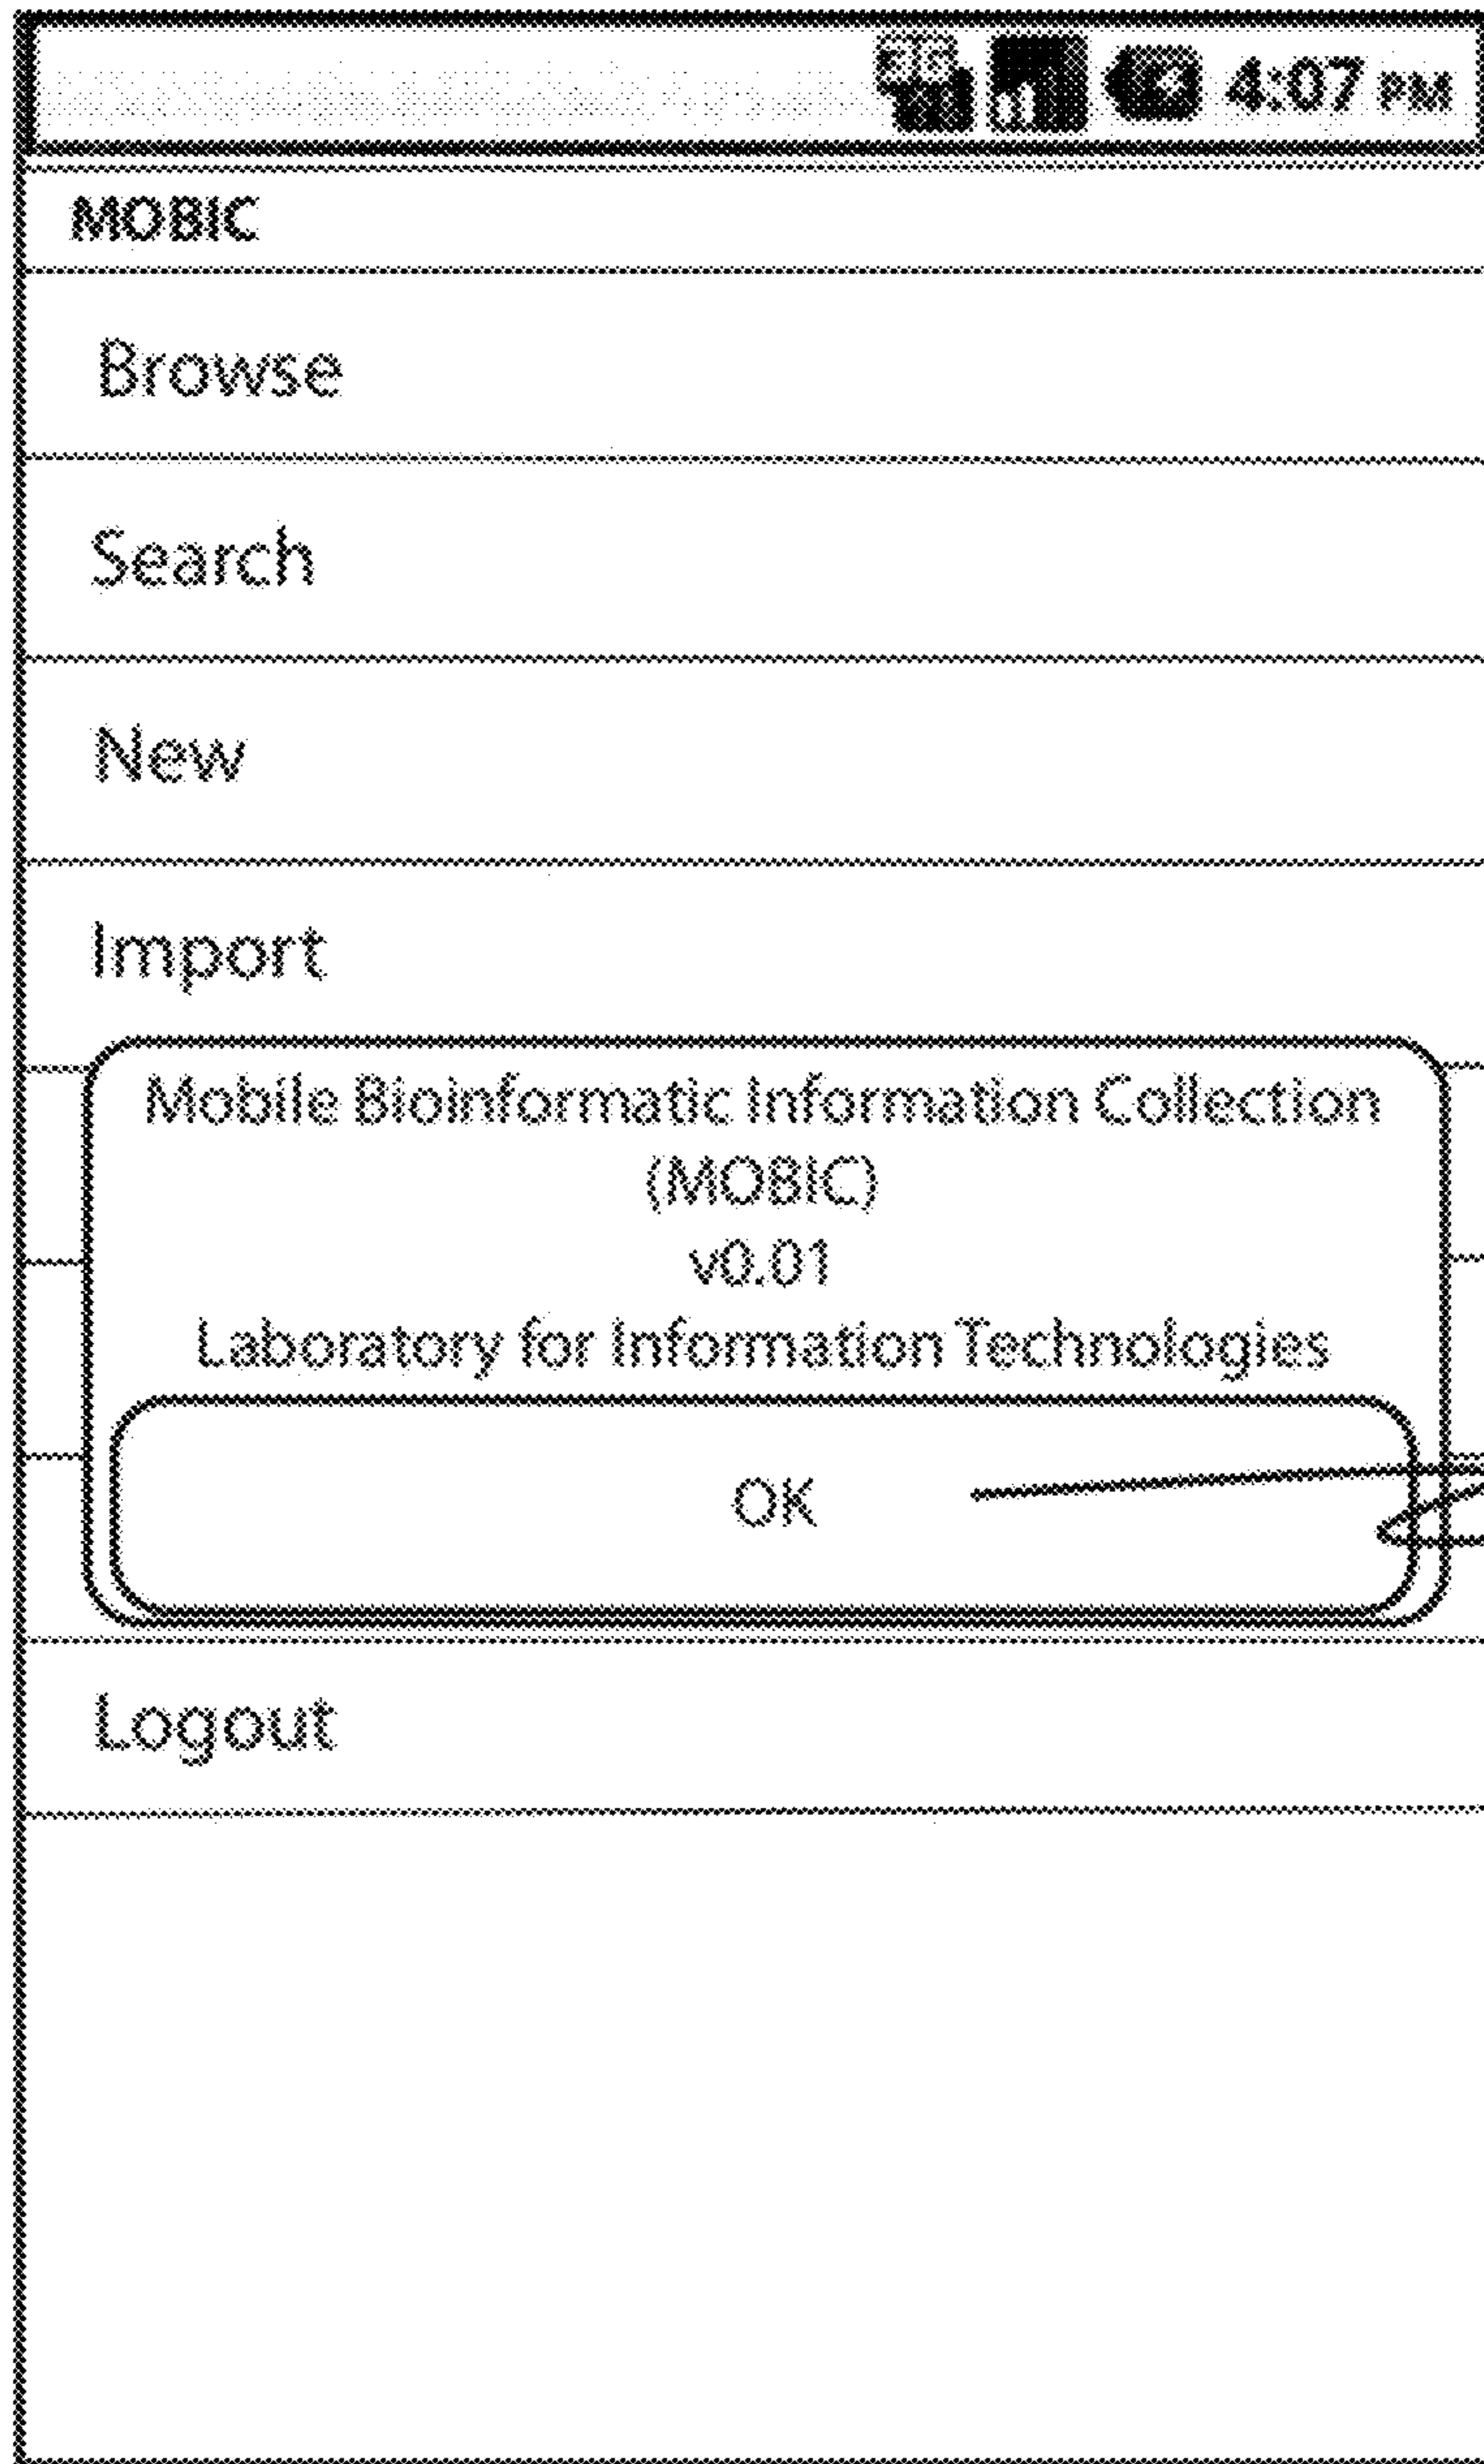 4:07 PM
MOBIC
Browse
Search
New
Import
Mobile Bioinformatic Information Collection
(MOBIC)
v0.01
Laboratory for Information Technologies
OK
Logout